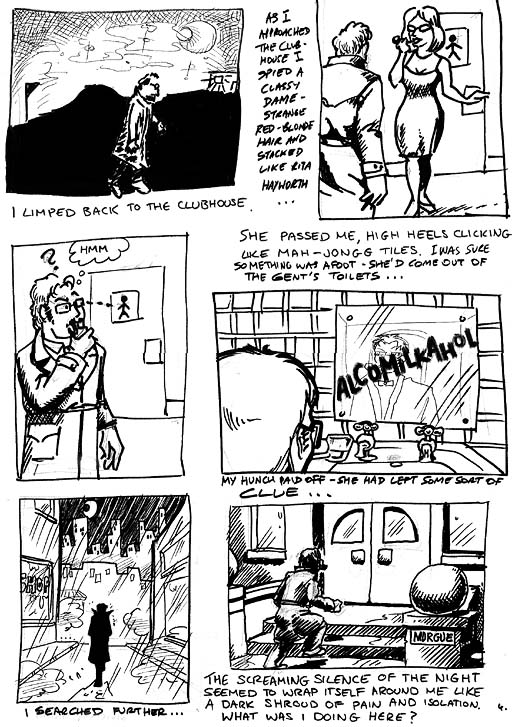 I LIMPED BACK TO THE CLUBHOUSE.
AS I
APROACHED
THE CLUB-
HOUSE I
SPIED A
CLASSY
DAME -
STRANGE
RED-BLONDE
HAIR AND
STACKED
LIKE RITA
HAYWORTH
...
SHE PASSED ME, HIGH HEELS CLICKING
LIKE MAH-JONGG TILES. I WAS SURE
SOMETHING WAS AFOOT - SHE'D COME OUT OF
THE GENT'S TOILETS...
?
?
HMM
ALCOMILKAHOL
MY HUNCH PAID OFF - SHE HAD LEFT SOME SORT OF
CLUE...
SHOP
I SEARCHED FURTHER...
MORGUE
THE SCREAMING SILENCE OF THE NIGHT
SEEMED TO WRAP ITSELF AROUND ME LIKE
A DARK SHROUD OF PAIN AND ISOLATION.
WHAT WAS I DOING HERE?
4.